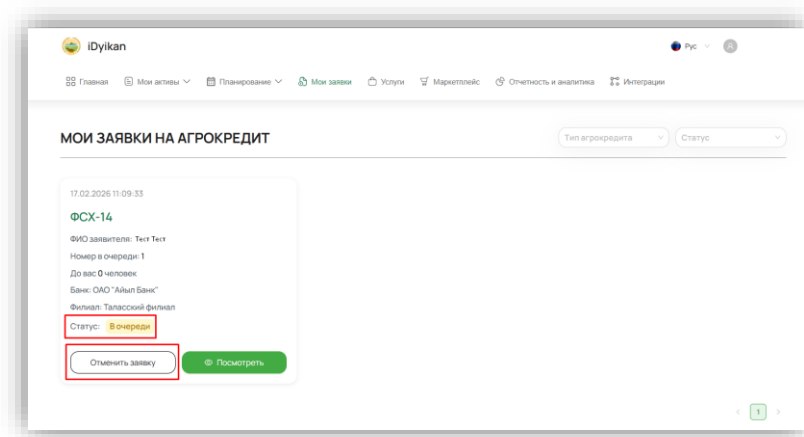 iDyikan
Рус
Главная Мои активы Планирование Мои заявки Услуги Маркетплейс Отчетность и аналитика Интеграции
МОИ ЗАЯВКИ НА АГРОКРЕДИТ
Тип агрокредита Статус
17.02.2026 11:09:33
ФСХ-14
ФИО заявителя: Тест Тест
Номер в очереди: 1
До вас 0 человек
Банк: ОАО "Айыл Банк"
Филиал: Таласский филиал
Статус: В очереди
Отменить заявку Посмотреть
1